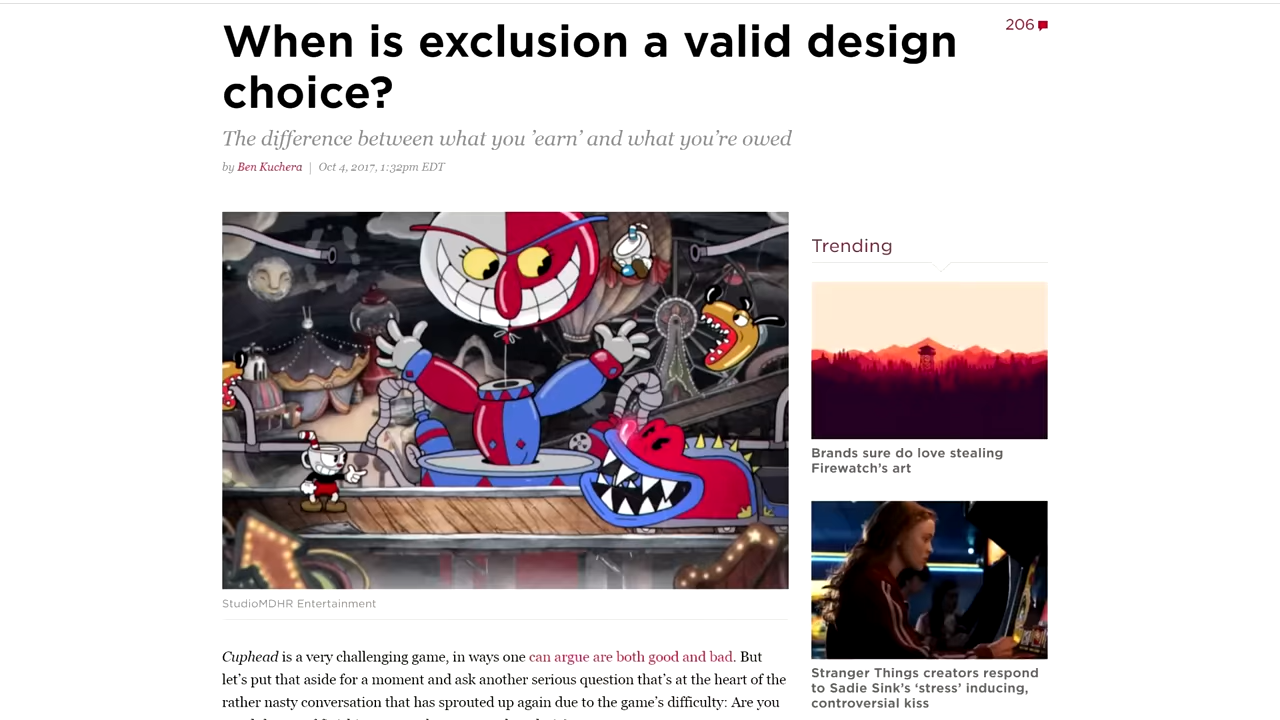 When is exclusion a valid design
choice?
206
The difference between what you ’earn’ and what you’re owed
by Ben Kuchera | Oct 4, 2017, 1:32pm EDT
StudioMDHR Entertainment
Cuphead is a very challenging game, in ways one can argue are both good and bad. But
let’s put that aside for a moment and ask another serious question that’s at the heart of the
rather nasty conversation that has sprouted up again due to the game’s difficulty: Are you
Trending
Brands sure do love stealing
Firewatch’s art
Stranger Things creators respond
to Sadie Sink’s ‘stress’ inducing,
controversial kiss